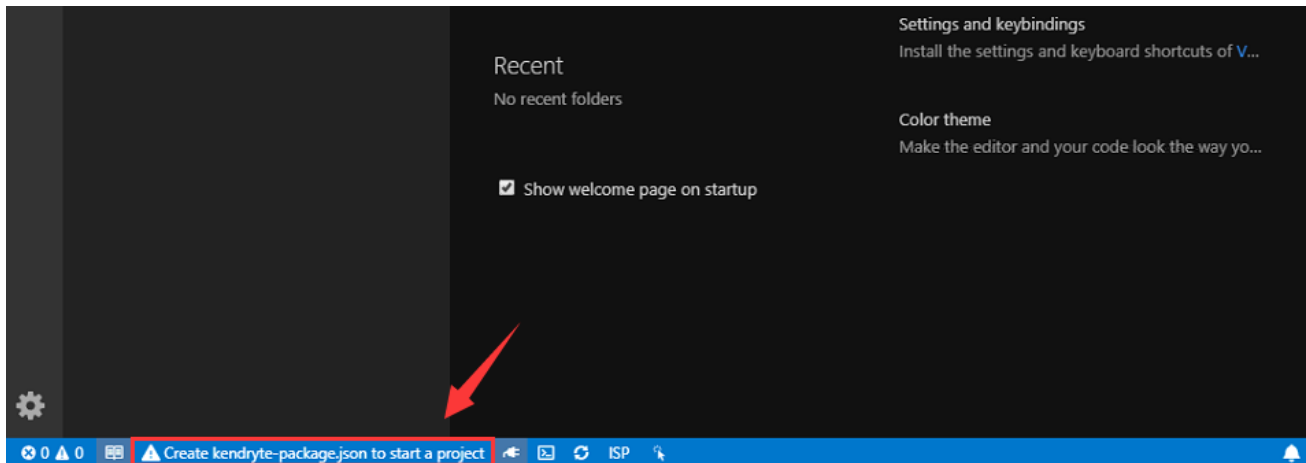 Settings and keybindings
Install the settings and keyboard shortcuts of V...
Recent
No recent folders
Color theme
Make the editor and your code look the way yo...
Show welcome page on startup
0 0 Create kendryte-package.json to start a project ISP